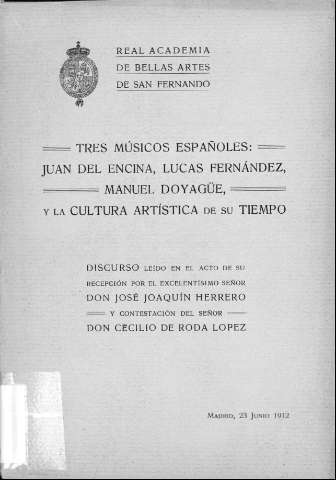 REAL ACADEMIA
DE BELLAS ARTES
DE SAN FERNANDO
TRES MÚSICOS ESPAÑOLES:
JUAN DEL ENCINA, LUCAS FERNÁNDEZ,
MANUEL DOYAGÜE,
Y LA CULTURA ARTÍSTICA DE SU TIEMPO
DISCURSO LEÍDO EN EL ACTO DE SU
RECEPCIÓN POR EL EXCELENTÍSIMO SEÑOR
DON JOSÉ JOAQUÍN HERRERO
Y CONTESTACIÓN DEL SEÑOR
DON CECILIO DE RODA LOPEZ
MADRID, 23 JUNIO 1912